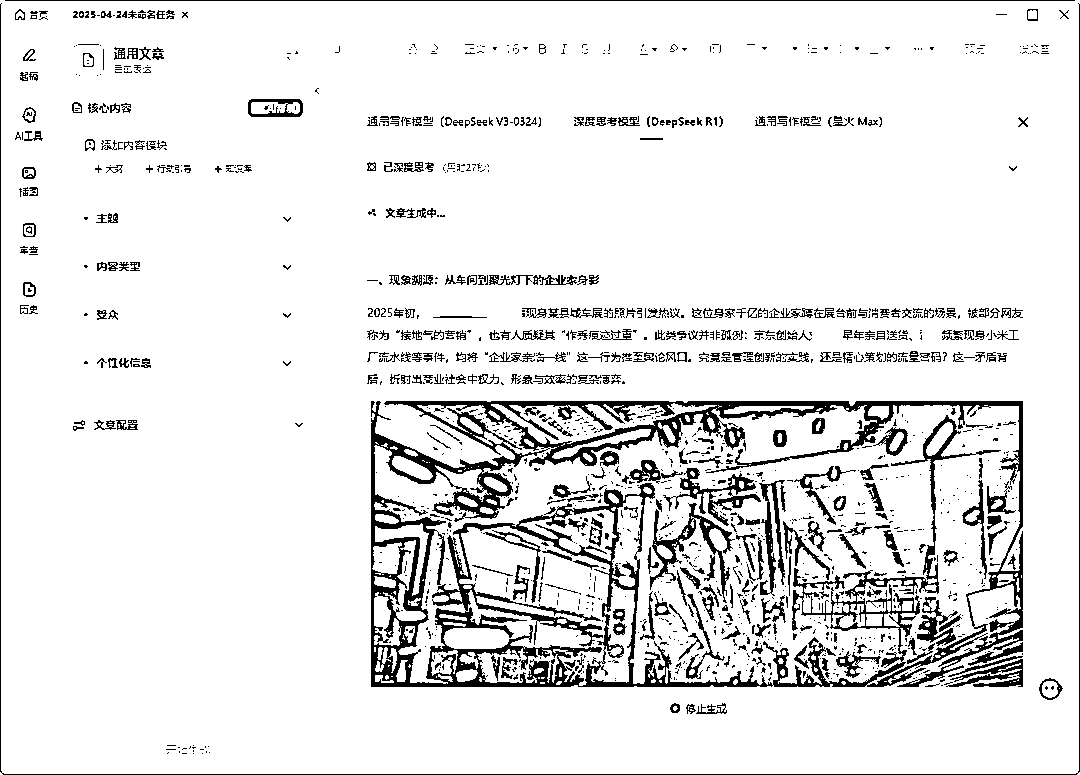 首页
2025-04-24未命名任务
通用文章
核心内容
添加内容模块
+ 大纲 + 行动引导 + 知识库
主题
内容类型
受众
个性化信息
文章配置
起稿
AI工具
插图
审查
历史
正文 16 B I S U
通用写作模型（DeepSeek V3-0324） 深度思考模型（DeepSeek R1） 通用写作模型（星火 Max）
已深度思考 （用时27秒）
文章生成中...
一、现象溯源：从车间到聚光灯下的企业家身影
2025年初， 现身某县城车展的照片引发热议。这位身家千亿的企业家蹲在展台前与消费者交流的场景，被部分网友
称为“接地气的营销”，也有人质疑其“作秀痕迹过重”。此类争议并非孤例：京东创始人 早年亲自送货、 频繁现身小米工
厂流水线等事件，均将“企业家亲临一线”这一行为推至舆论风口。究竟是管理创新的实践，还是精心策划的流量密码？这一矛盾背
后，折射出商业社会中权力、形象与效率的复杂博弈。
停止生成
开始生成